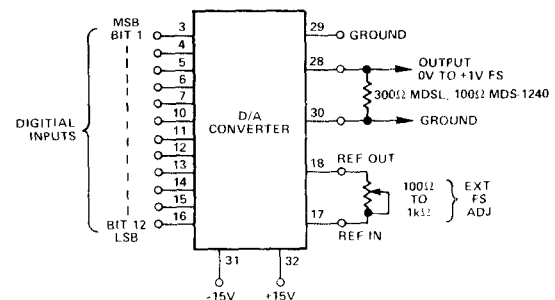 MSB
BIT 1
3
4
5
6
7
10
11
12
13
14
15
16
BIT 12
LSB
DIGITIAL
INPUTS
D/A
CONVERTER
29
GROUND
28
OUTPUT
0V TO +1V FS
300Ω MDSL, 100Ω MDS-1240
30
GROUND
18
REF OUT
100Ω
TO
1kΩ
EXT
FS
ADJ
17
REF IN
31
32
-15V
+15V